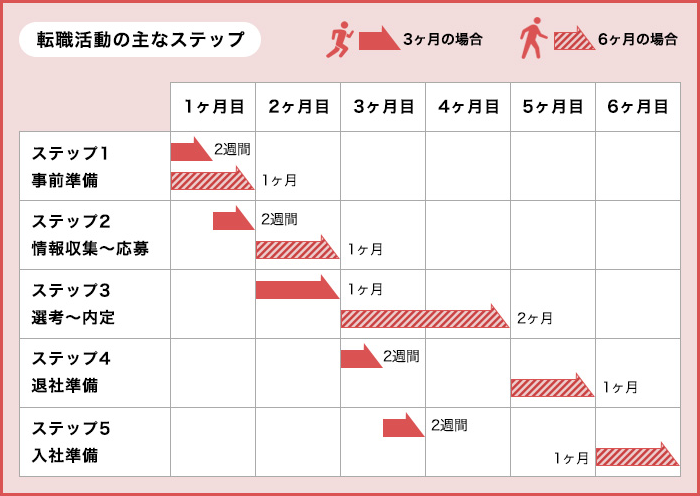 転職活動の主なステップ
3ヶ月の場合
6ヶ月の場合
1ヶ月目 2ヶ月目 3ヶ月目 4ヶ月目 5ヶ月目 6ヶ月目
ステップ1
事前準備
2週間
1ヶ月
ステップ2
情報収集～応募
2週間
1ヶ月
ステップ3
選考～内定
1ヶ月
2ヶ月
ステップ4
退社準備
2週間
1ヶ月
ステップ5
入社準備
2週間
1ヶ月